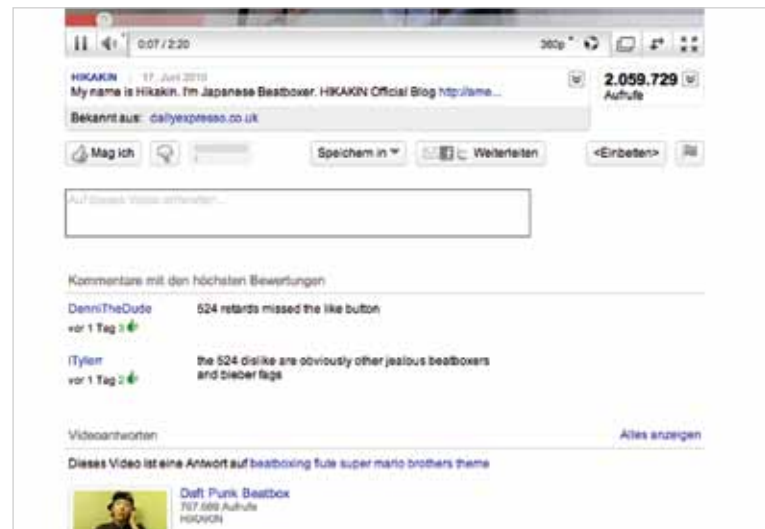 0:07 / 2:20
360p
HIKAKIN 17. Juni 2010
2.059.729
My name is Hikakin. I'm Japanese Beatboxer. HIKAKIN Official Blog http://ame...
Aufrufe
Bekannt aus: dailyexpresso.co.uk
Mag ich
Speichern in
Weiterleiten
<Einbetten>
Auf dieses Video antworten...
Kommentare mit den höchsten Bewertungen
DenniTheDude 524 retards missed the like button
vor 1 Tag 3
the 524 dislike are obviously other jealous beatboxers
vor 1 Tag 2 and bieber fags
Videoantworten Alles anzeigen
Dieses Video ist eine Antwort auf beatboxing flute super mario brothers theme
Daft Punk Beatbox
Aufrufe
HIKAKIN